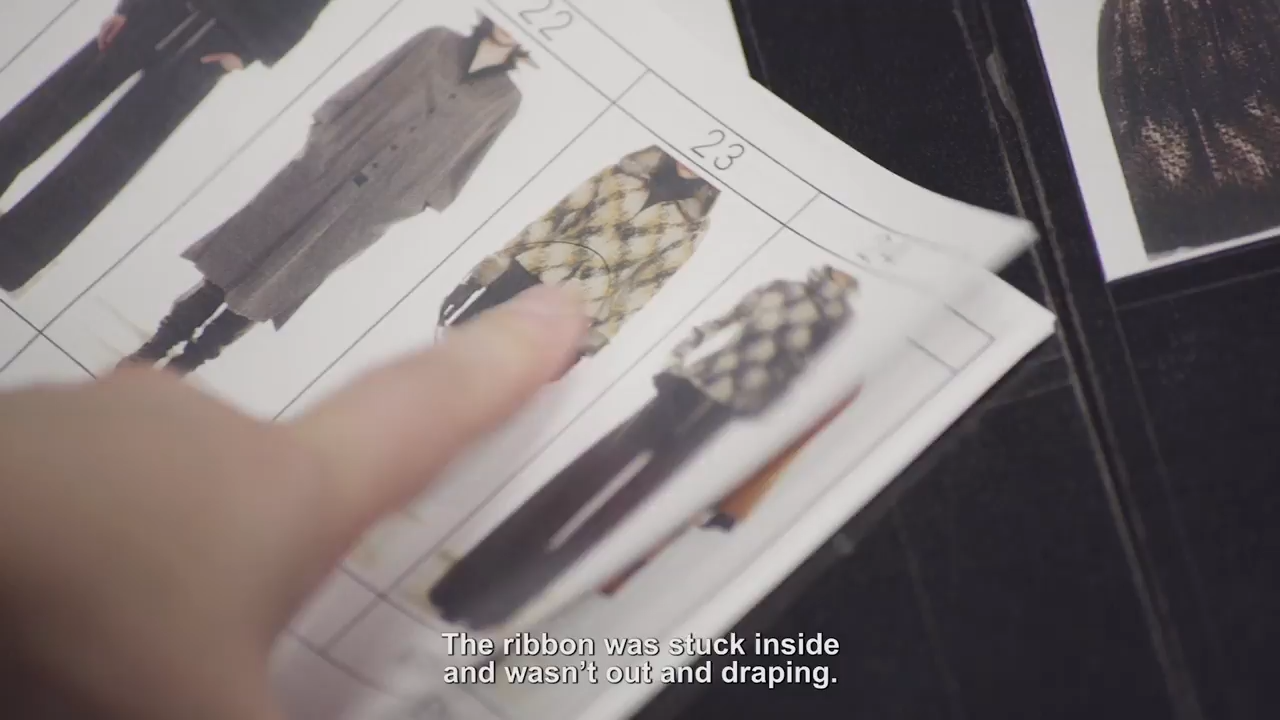 22
23
The ribbon was stuck inside
and wasn't out and draping.